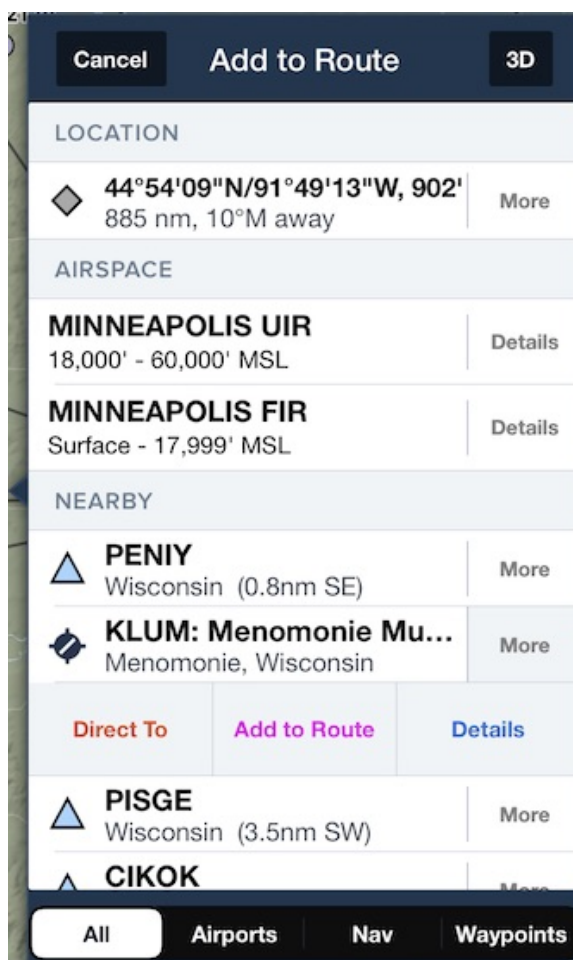 Cancel
Add to Route
3D
LOCATION
44°54'09"N/91°49'13"W, 902'
885 nm, 10°M away
More
AIRSPACE
MINNEAPOLIS UIR
18,000' - 60,000' MSL
Details
MINNEAPOLIS FIR
Surface - 17,999' MSL
Details
NEARBY
PENIY
Wisconsin (0.8nm SE)
More
KLUM: Menomonie Mu...
Menomonie, Wisconsin
More
Direct To
Add to Route
Details
PISGE
Wisconsin (3.5nm SW)
More
CIKOK
More
All
Airports
Nav
Waypoints